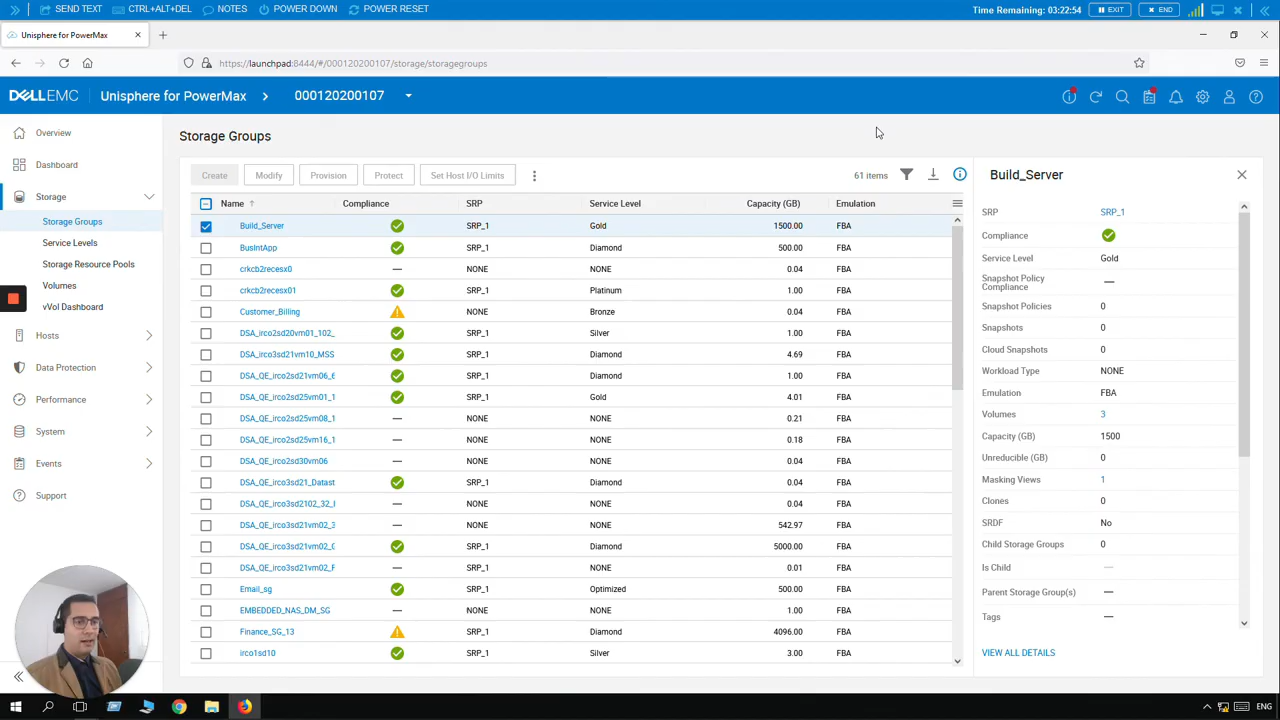 SEND TEXT CTRL+ALT+DEL NOTES POWER DOWN POWER RESET Time Remaining: 03:22:54 EXIT END
Unisphere for PowerMax
https://launchpad:8444/#/000120200107/storage/storagegroups
DELLEMC Unisphere for PowerMax 000120200107
Overview
Dashboard
Storage
Storage Groups
Service Levels
Storage Resource Pools
Volumes
vVol Dashboard
Hosts
Data Protection
Performance
System
Events
Support
Storage Groups
Create Modify Provision Protect Set Host I/O Limits 61 items
Name Compliance SRP Service Level Capacity (GB) Emulation
Build_Server SRP_1 Gold 1500.00 FBA
BusIntApp SRP_1 Diamond 500.00 FBA
crkcb2recesx0 — NONE NONE 0.04 FBA
crkcb2recesx01 SRP_1 Platinum 1.00 FBA
Customer_Billing NONE Bronze 0.04 FBA
DSA_irco2sd20vm01_102_ SRP_1 Silver 1.00 FBA
DSA_irco3sd21vm10_MSS SRP_1 Diamond 4.69 FBA
DSA_QE_irco2sd21vm06_6 SRP_1 Diamond 1.00 FBA
DSA_QE_irco2sd25vm01_1 SRP_1 Gold 4.01 FBA
DSA_QE_irco2sd25vm08_1 — NONE NONE 0.21 FBA
DSA_QE_irco2sd25vm16_1 — NONE NONE 0.18 FBA
DSA_QE_irco2sd30vm06 — NONE NONE 0.04 FBA
DSA_QE_irco3sd21_Datast SRP_1 Diamond 0.04 FBA
DSA_QE_irco3sd2102_32_ — NONE NONE 0.04 FBA
DSA_QE_irco3sd21vm02_3 — NONE NONE 542.97 FBA
DSA_QE_irco3sd21vm02_ SRP_1 Diamond 5000.00 FBA
DSA_QE_irco3sd21vm02_F — NONE NONE 0.01 FBA
Email_sg SRP_1 Optimized 500.00 FBA
EMBEDDED_NAS_DM_SG — NONE NONE 1.00 FBA
Finance_SG_13 SRP_1 Diamond 4096.00 FBA
irco1sd10 SRP_1 Silver 3.00 FBA
Build_Server
SRP SRP_1
Compliance
Service Level Gold
Snapshot Policy
Compliance —
Snapshot Policies 0
Snapshots 0
Cloud Snapshots 0
Workload Type NONE
Emulation FBA
Volumes 3
Capacity (GB) 1500
Unreducible (GB) 0
Masking Views 1
Clones 0
SRDF No
Child Storage Groups 0
Is Child —
Parent Storage Group(s) —
Tags —
VIEW ALL DETAILS
ENG